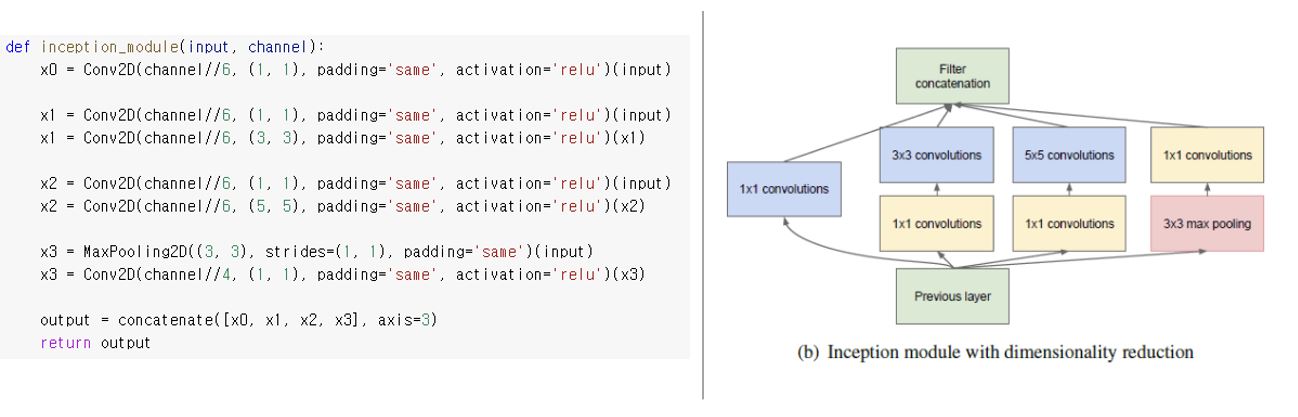 def inception_module(input, channel):
    x0 = Conv2D(channel//6, (1, 1), padding='same', activation='relu')(input)
    x1 = Conv2D(channel//6, (1, 1), padding='same', activation='relu')(input)
    x1 = Conv2D(channel//6, (3, 3), padding='same', activation='relu')(x1)
    x2 = Conv2D(channel//6, (1, 1), padding='same', activation='relu')(input)
    x2 = Conv2D(channel//6, (5, 5), padding='same', activation='relu')(x2)
    x3 = MaxPooling2D((3, 3), strides=(1, 1), padding='same')(input)
    x3 = Conv2D(channel//4, (1, 1), padding='same', activation='relu')(x3)
    output = concatenate([x0, x1, x2, x3], axis=3)
    return output
Filter
concatenation
3x3 convolutions
5x5 convolutions
1x1 convolutions
1x1 convolutions
1x1 convolutions
1x1 convolutions
3x3 max pooling
Previous layer
(b) Inception module with dimensionality reduction